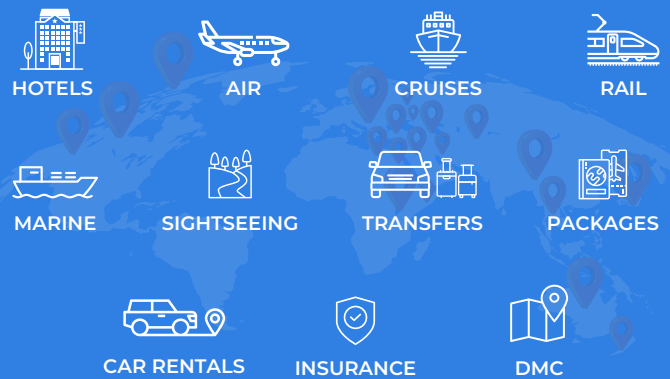 HOTELS
AIR
CRUISES
RAIL
MARINE
SIGHTSEEING
TRANSFERS
PACKAGES
CAR RENTALS
INSURANCE
DMC